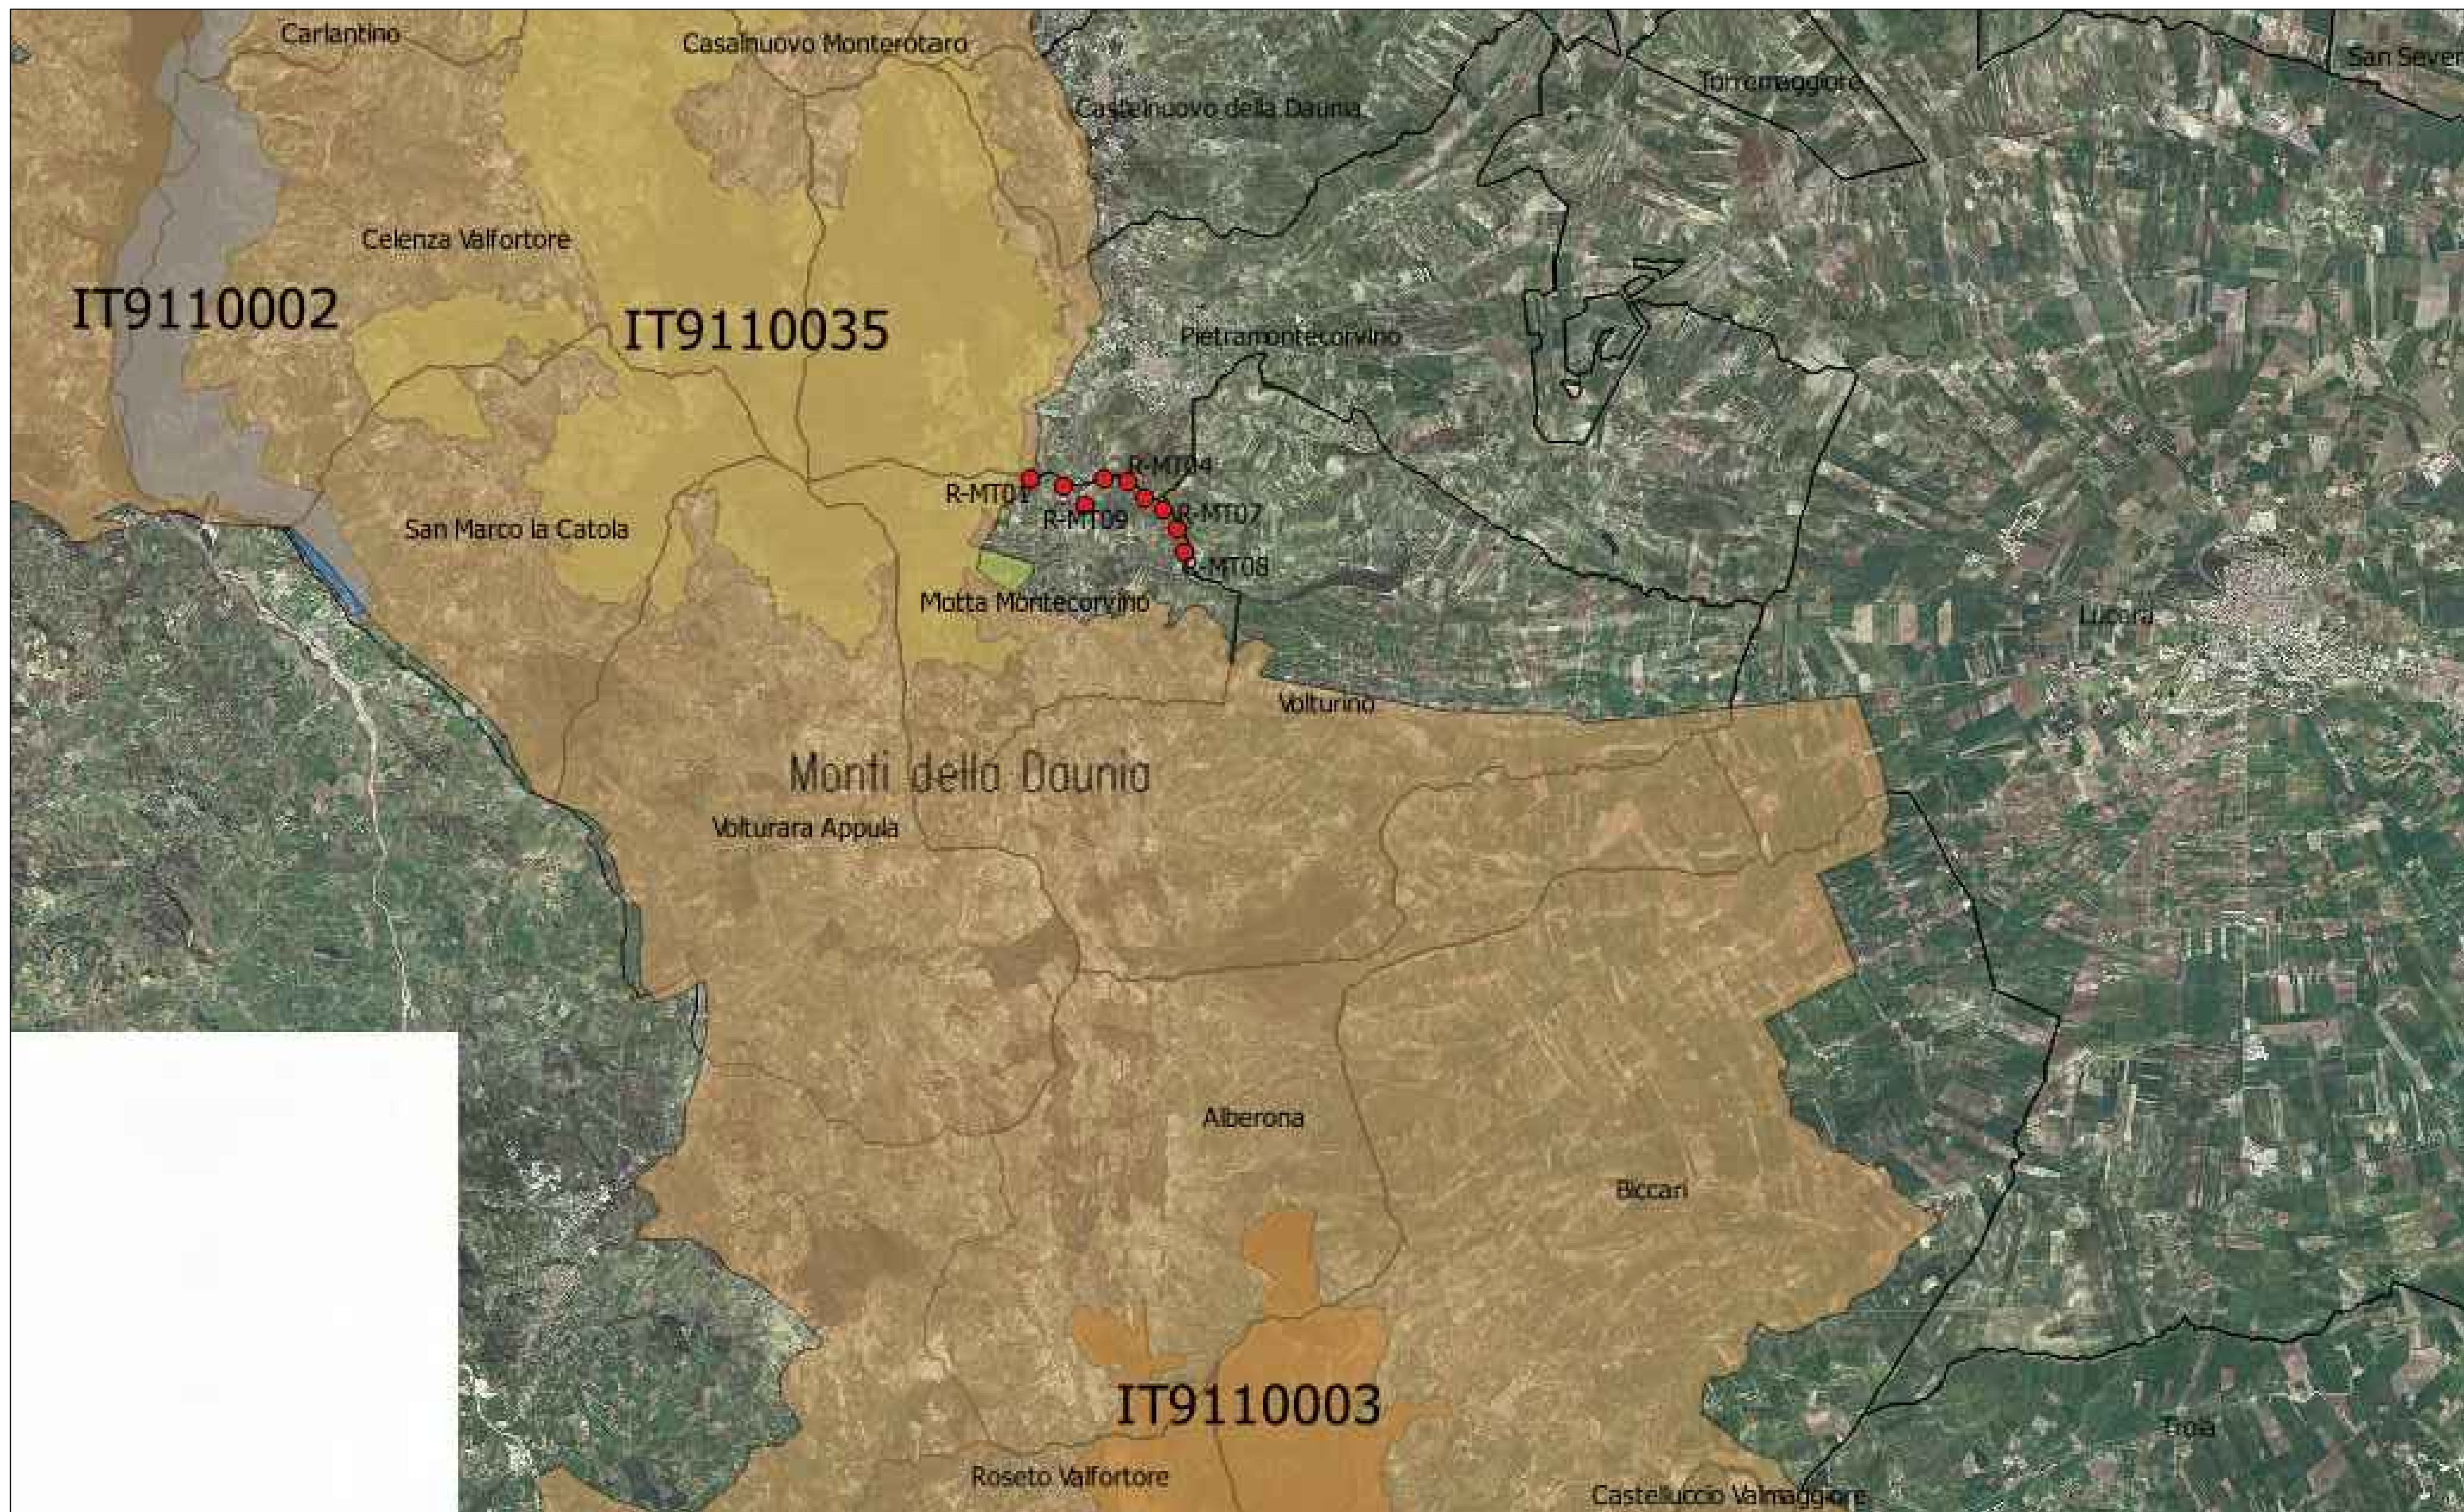 Carlantino
Casalnuovo Monterotaro
San Sever
Torremaggiore
Castelnuovo della Daunia
Celenza Valfortore
IT9110002
IT9110035
Pietramontecorvino
R-MT04
R-MT01
R-MT09
R-MT07
San Marco la Catola
R-MT08
Motta Montecorvino
Lucera
Volturino
Monti della Daunia
Volturara Appula
Alberona
Biccari
IT9110003
Troia
Roseto Valfortore
Castelluccio Valmaggiore